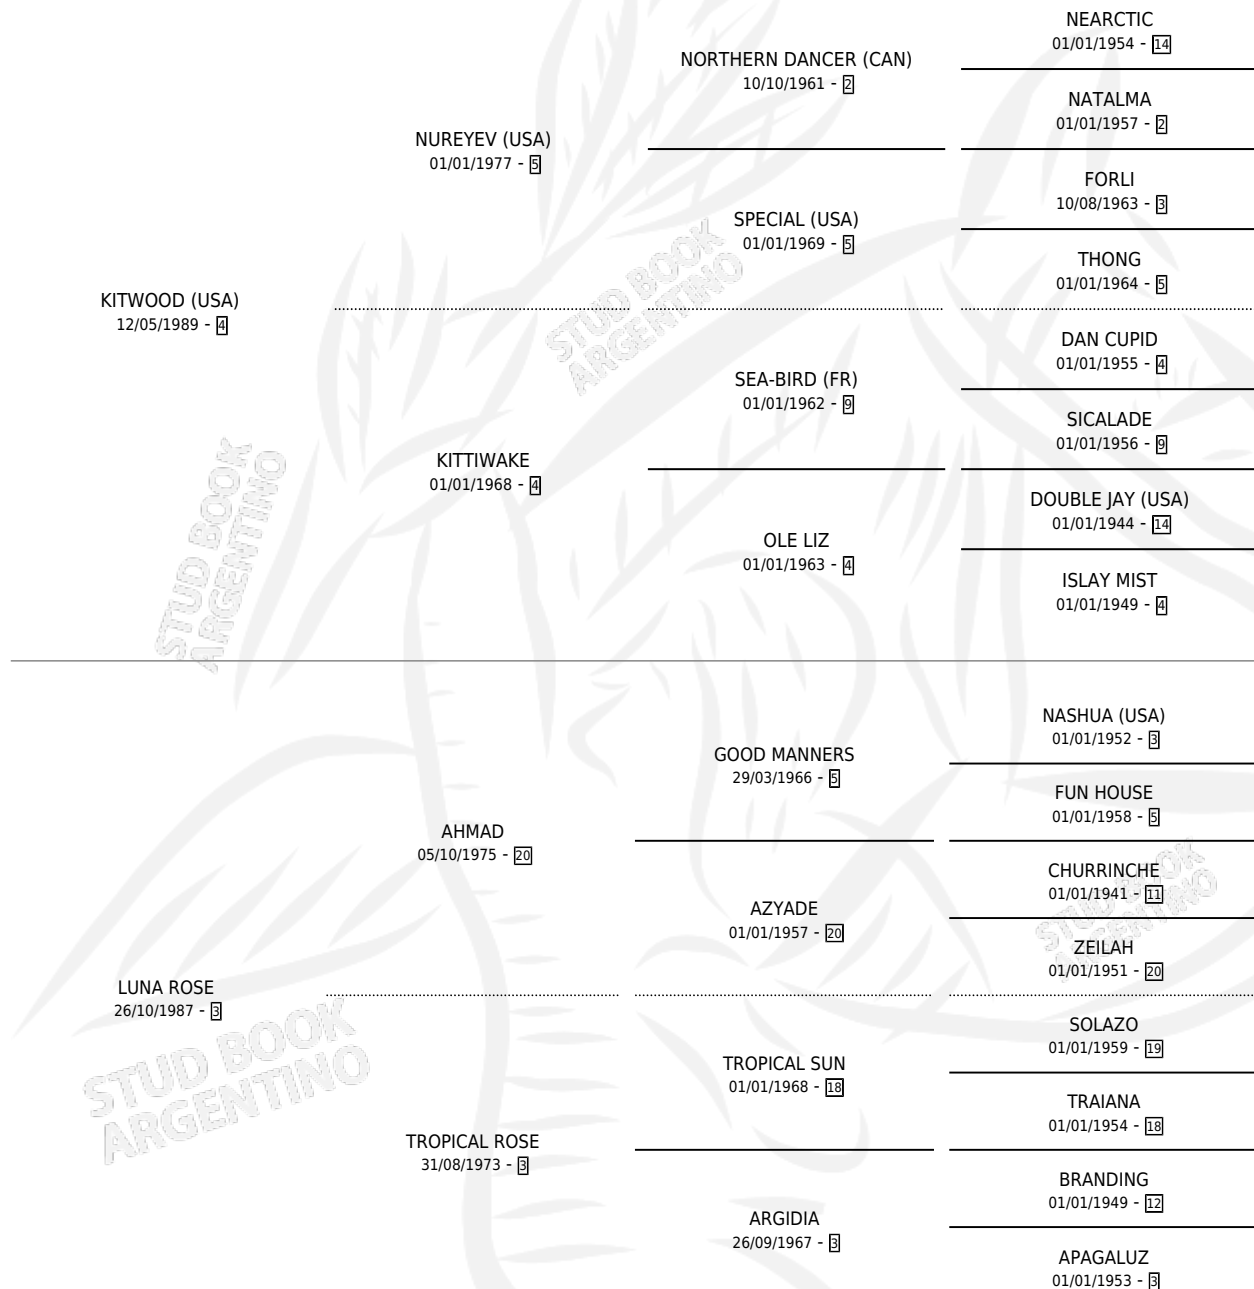 NEARCTIC
01/01/1954 - 14
NORTHERN DANCER (CAN)
10/10/1961 - 2
NATALMA
01/01/1957 - 2
NUREYEV (USA)
01/01/1977 - 5
FORLI
10/08/1963 - 3
SPECIAL (USA)
01/01/1969 - 5
THONG
01/01/1964 - 5
KITWOOD (USA)
12/05/1989 - 4
DAN CUPID
01/01/1955 - 4
SEA-BIRD (FR)
01/01/1962 - 9
SICALADE
01/01/1956 - 9
KITTIWAKE
01/01/1968 - 4
DOUBLE JAY (USA)
01/01/1944 - 14
OLE LIZ
01/01/1963 - 4
ISLAY MIST
01/01/1949 - 4
NASHUA (USA)
01/01/1952 - 3
GOOD MANNERS
29/03/1966 - 5
FUN HOUSE
01/01/1958 - 5
AHMAD
05/10/1975 - 20
CHURRINCHE
01/01/1941 - 11
AZYADE
01/01/1957 - 20
ZEILAH
01/01/1951 - 20
LUNA ROSE
26/10/1987 - 3
SOLAZO
01/01/1959 - 19
TROPICAL SUN
01/01/1968 - 18
TRAIANA
01/01/1954 - 18
TROPICAL ROSE
31/08/1973 - 3
BRANDING
01/01/1949 - 12
ARGIDIA
26/09/1967 - 3
APAGALUZ
01/01/1953 - 3
STUD BOOK
ARGENTINO
STUD BOOK
ARGENTINO
STUD BOOK
ARGENTINO
STUD BOOK
ARGENTINO